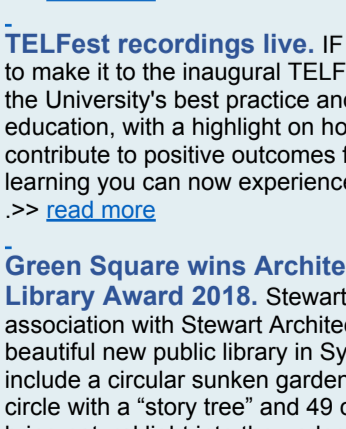 TELFest recordings live. IF
to make it to the inaugural TELF
the University's best practice an
education, with a highlight on ho
contribute to positive outcomes f
learning you can now experience
.>> read more
Green Square wins Archite
Library Award 2018. Stewart
association with Stewart Archite
beautiful new public library in Sy
include a circular sunken garden
circle with a “story tree” and 49 c